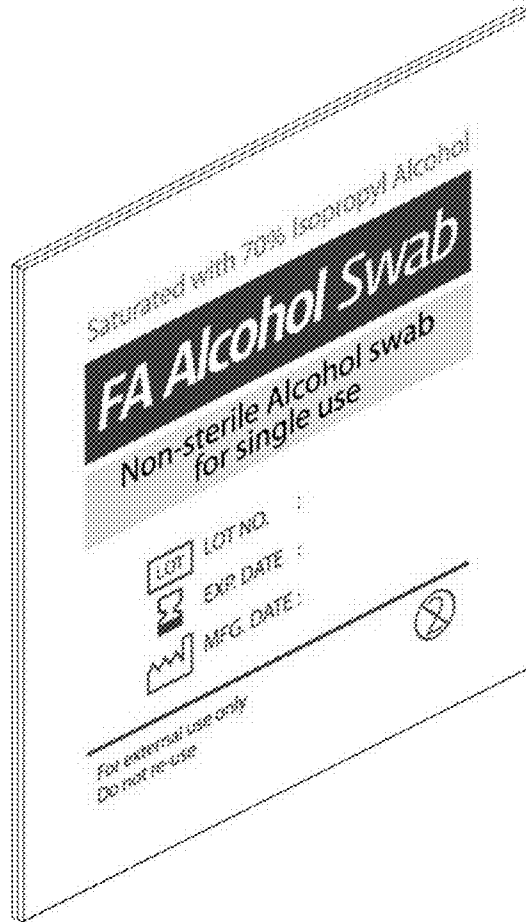 Saturated with 70% Isopropyl Alcohol
FA Alcohol Swab
Non-sterile Alcohol swab
for single use
LOT LOT NO. :
EXP. DATE :
MFG. DATE :
2
For external use only
Do not re-use